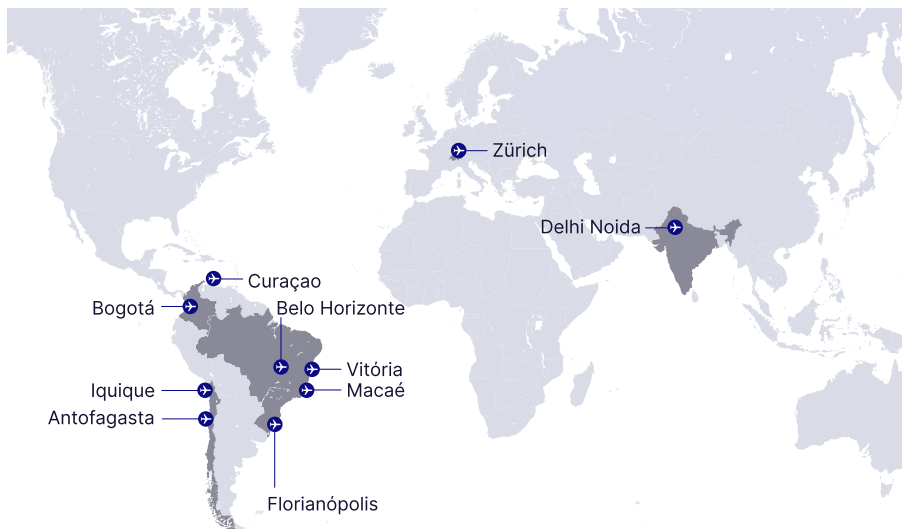 Zürich
Delhi Noida
Curaçao
Bogotá
Belo Horizonte
Vitória
Iquique
Macaé
Antofagasta
Florianópolis